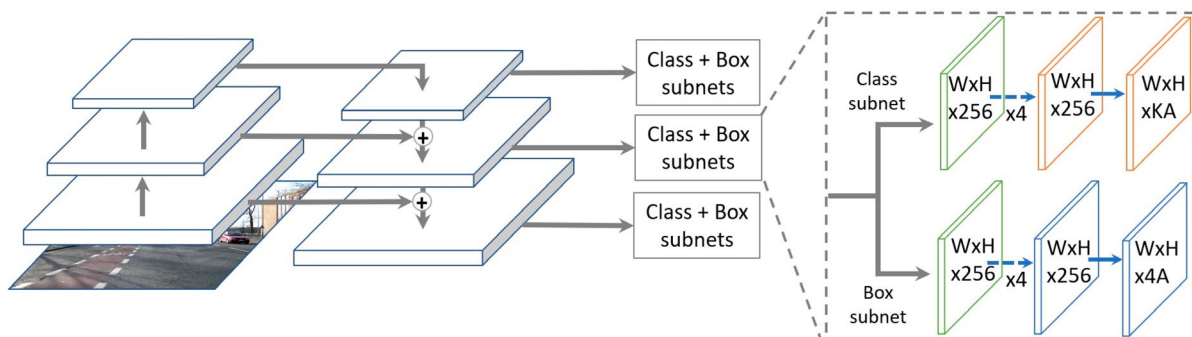 Class + Box
subnets
+
Class + Box
subnets
+
Class + Box
subnets
Class
subnet
WxH
x256
x4
WxH
x256
WxH
xKA
Box
subnet
WxH
x256
x4
WxH
x256
WxH
x4A